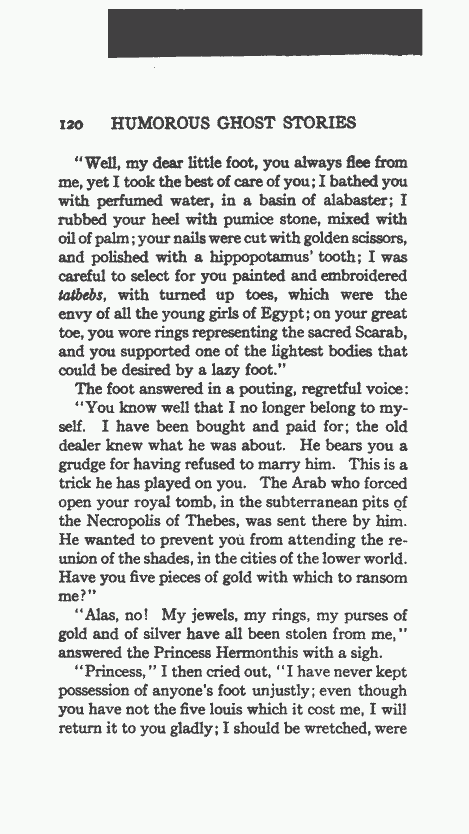 120 HUMOROUS GHOST STORIES
"Well, my dear little foot, you always flee from
me, yet I took the best of care of you; I bathed you
with perfumed water, in a basin of alabaster; I
rubbed your heel with pumice stone, mixed with
oil of palm; your nails were cut with golden scissors,
and polished with a hippopotamus' tooth; I was
careful to select for you painted and embroidered
tatbebs, with turned up toes, which were the
envy of all the young girls of Egypt; on your great
toe, you wore rings representing the sacred Scarab,
and you supported one of the lightest bodies that
could be desired by a lazy foot."
The foot answered in a pouting, regretful voice:
"You know well that I no longer belong to my-
self. I have been bought and paid for; the old
dealer knew what he was about. He bears you a
grudge for having refused to marry him. This is a
trick he has played on you. The Arab who forced
open your royal tomb, in the subterranean pits of
the Necropolis of Thebes, was sent there by him.
He wanted to prevent you from attending the re-
union of the shades, in the cities of the lower world.
Have you five pieces of gold with which to ransom
me?"
"Alas, no! My jewels, my rings, my purses of
gold and of silver have all been stolen from me,"
answered the Princess Hermonthis with a sigh.
"Princess," I then cried out, "I have never kept
possession of anyone's foot unjustly; even though
you have not the five louis which it cost me, I will
return it to you gladly; I should be wretched, were